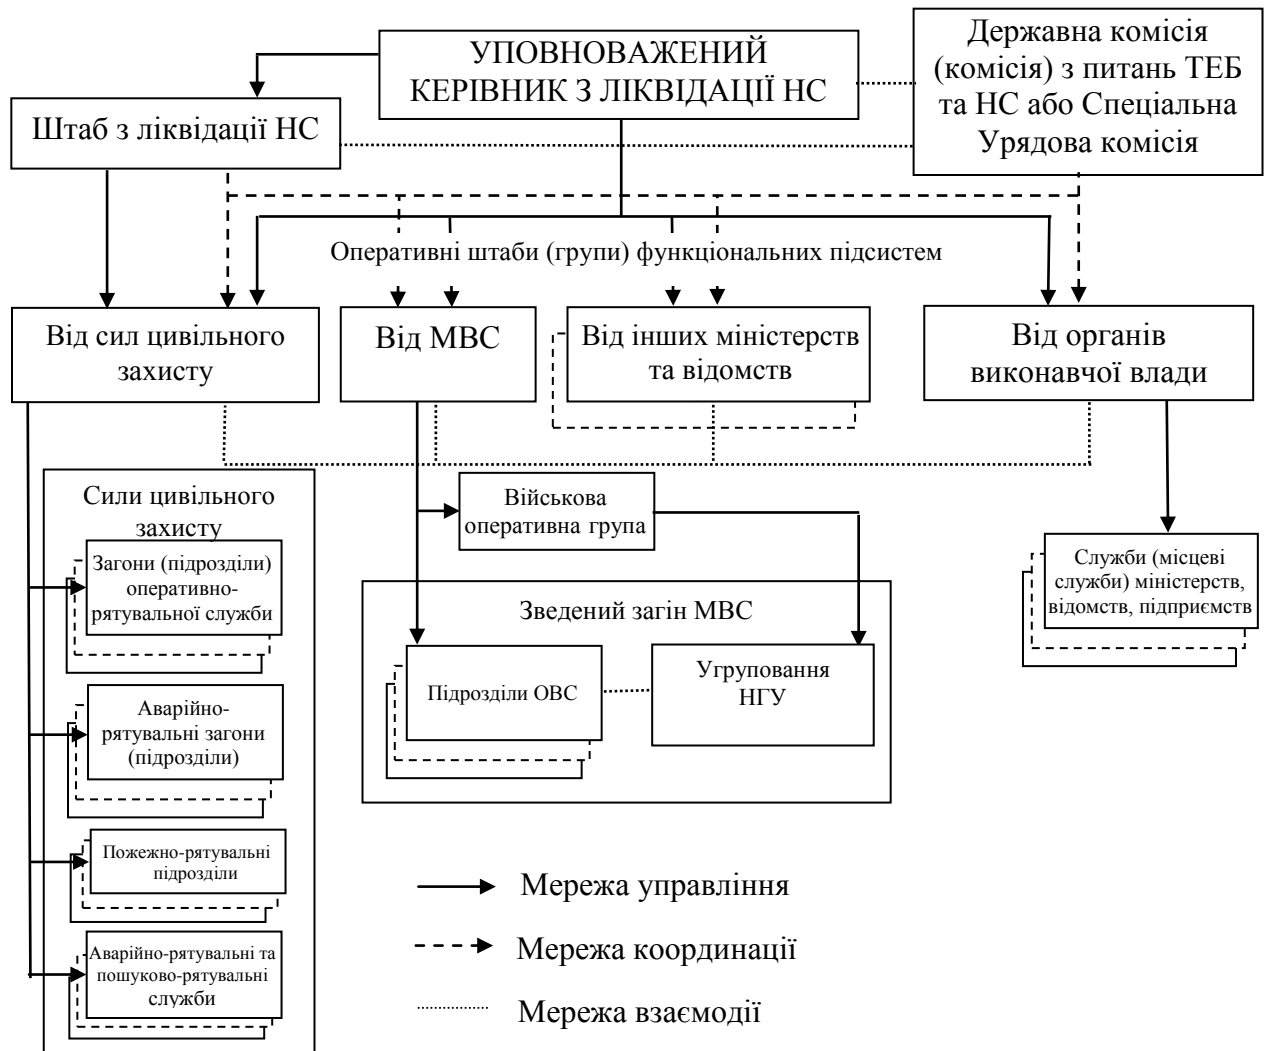 УПОВНОВАЖЕНИЙ
КЕРІВНИК З ЛІКВІДАЦІЇ НС
Державна комісія
(комісія) з питань ТЕБ
та НС або Спеціальна
Урядова комісія
Штаб з ліквідації НС
Оперативні штаби (групи) функціональних підсистем
Від сил цивільного
захисту
Від МВС
Від інших міністерств
та відомств
Від органів
виконавчої влади
Сили цивільного
захисту
Загони (підрозділи)
оперативно-
рятувальної служби
Аварійно-
рятувальні загони
(підрозділи)
Пожежно-рятувальні
підрозділи
Аварійно-рятувальні та
пошуково-рятувальні
служби
Військова
оперативна група
Зведений загін МВС
Підрозділи ОВС
Угруповання
НГУ
Служби (місцеві
служби) міністерств,
відомств, підприємств
Мережа управління
Мережа координації
Мережа взаємодії